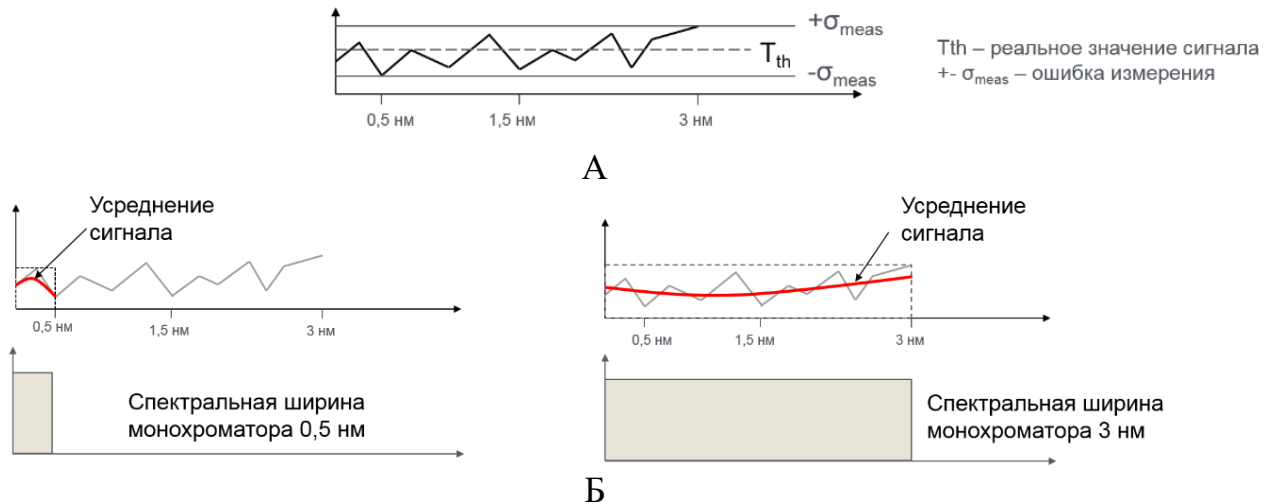 +σmeas
Tth
-σmeas
0,5 нм
1,5 нм
3 нм
Tth – реальное значение сигнала
+- σmeas – ошибка измерения
А
Усреднение
сигнала
0,5 нм
1,5 нм
3 нм
Спектральная ширина
монохроматора 0,5 нм
Усреднение
сигнала
0,5 нм
1,5 нм
3 нм
Спектральная ширина
монохроматора 3 нм
Б